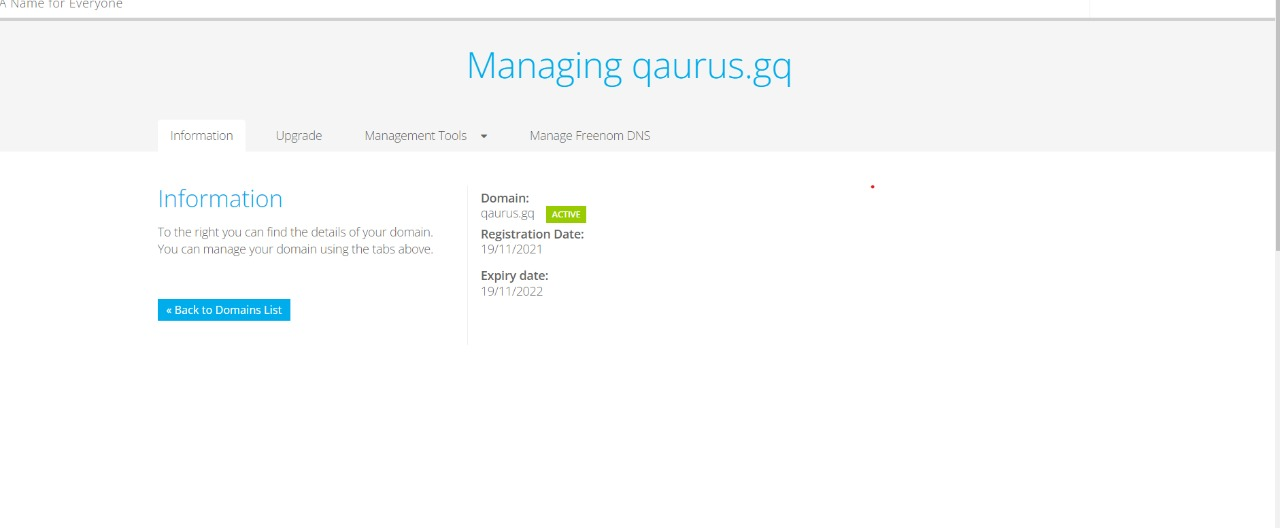 A Name for Everyone
Managing qaurus.gq
Information Upgrade Management Tools Manage Freenom DNS
Information
To the right you can find the details of your domain.
You can manage your domain using the tabs above.
« Back to Domains List
Domain:
qaurus.gq ACTIVE
Registration Date:
19/11/2021
Expiry date:
19/11/2022